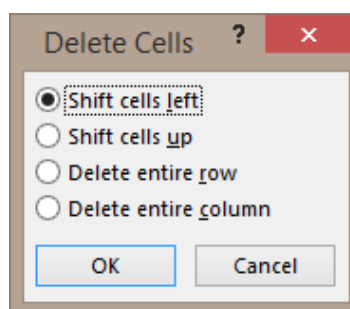 Delete Cells ? ×
Shift cells left
Shift cells up
Delete entire row
Delete entire column
OK Cancel